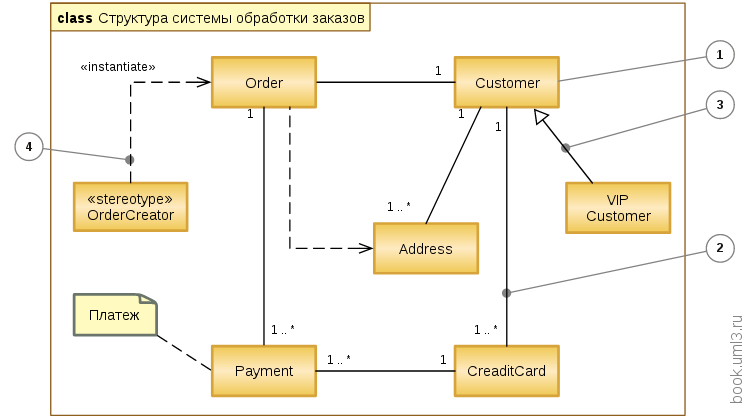 class Структура системы обработки заказов
«instantiate»
Order
1
Customer
1
1
1
1
3
4
«stereotype»
OrderCreator
VIP
Customer
1 .. *
Address
2
Платеж
1 .. *
1 .. *
Payment
1 .. *
1
CreaditCard
book.uml3.ru